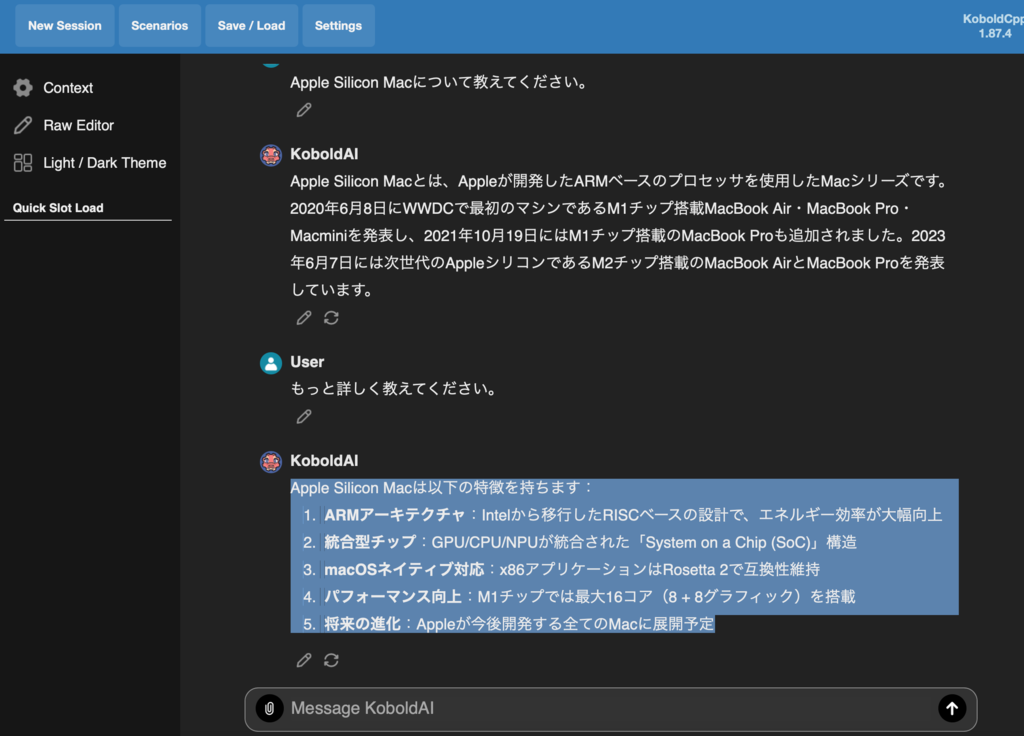 New Session
Scenarios
Save / Load
Settings
KoboldCpp
1.87.4
Context
Raw Editor
Light / Dark Theme
Quick Slot Load
Apple Silicon Macについて教えてください。
KoboldAI
Apple Silicon Macとは、Appleが開発したARMベースのプロセッサを使用したMacシリーズです。
2020年6月8日にWWDCで最初のマシンであるM1チップ搭載MacBook Air・MacBook Pro・
Macminiを発表し、2021年10月19日にはM1チップ搭載のMacBook Proも追加されました。2023
年6月7日には次世代のAppleシリコンであるM2チップ搭載のMacBook AirとMacBook Proを発表
しています。
User
もっと詳しく教えてください。
KoboldAI
Apple Silicon Macは以下の特徴を持ちます：
1. ARMアーキテクチャ：Intelから移行したRISCベースの設計で、エネルギー効率が大幅向上
2. 統合型チップ：GPU/CPU/NPUが統合された「System on a Chip (SoC)」構造
3. macOSネイティブ対応：x86アプリケーションはRosetta 2で互換性維持
4. パフォーマンス向上：M1チップでは最大16コア（8 + 8グラフィック）を搭載
5. 将来の進化：Appleが今後開発する全てのMacに展開予定
Message KoboldAI